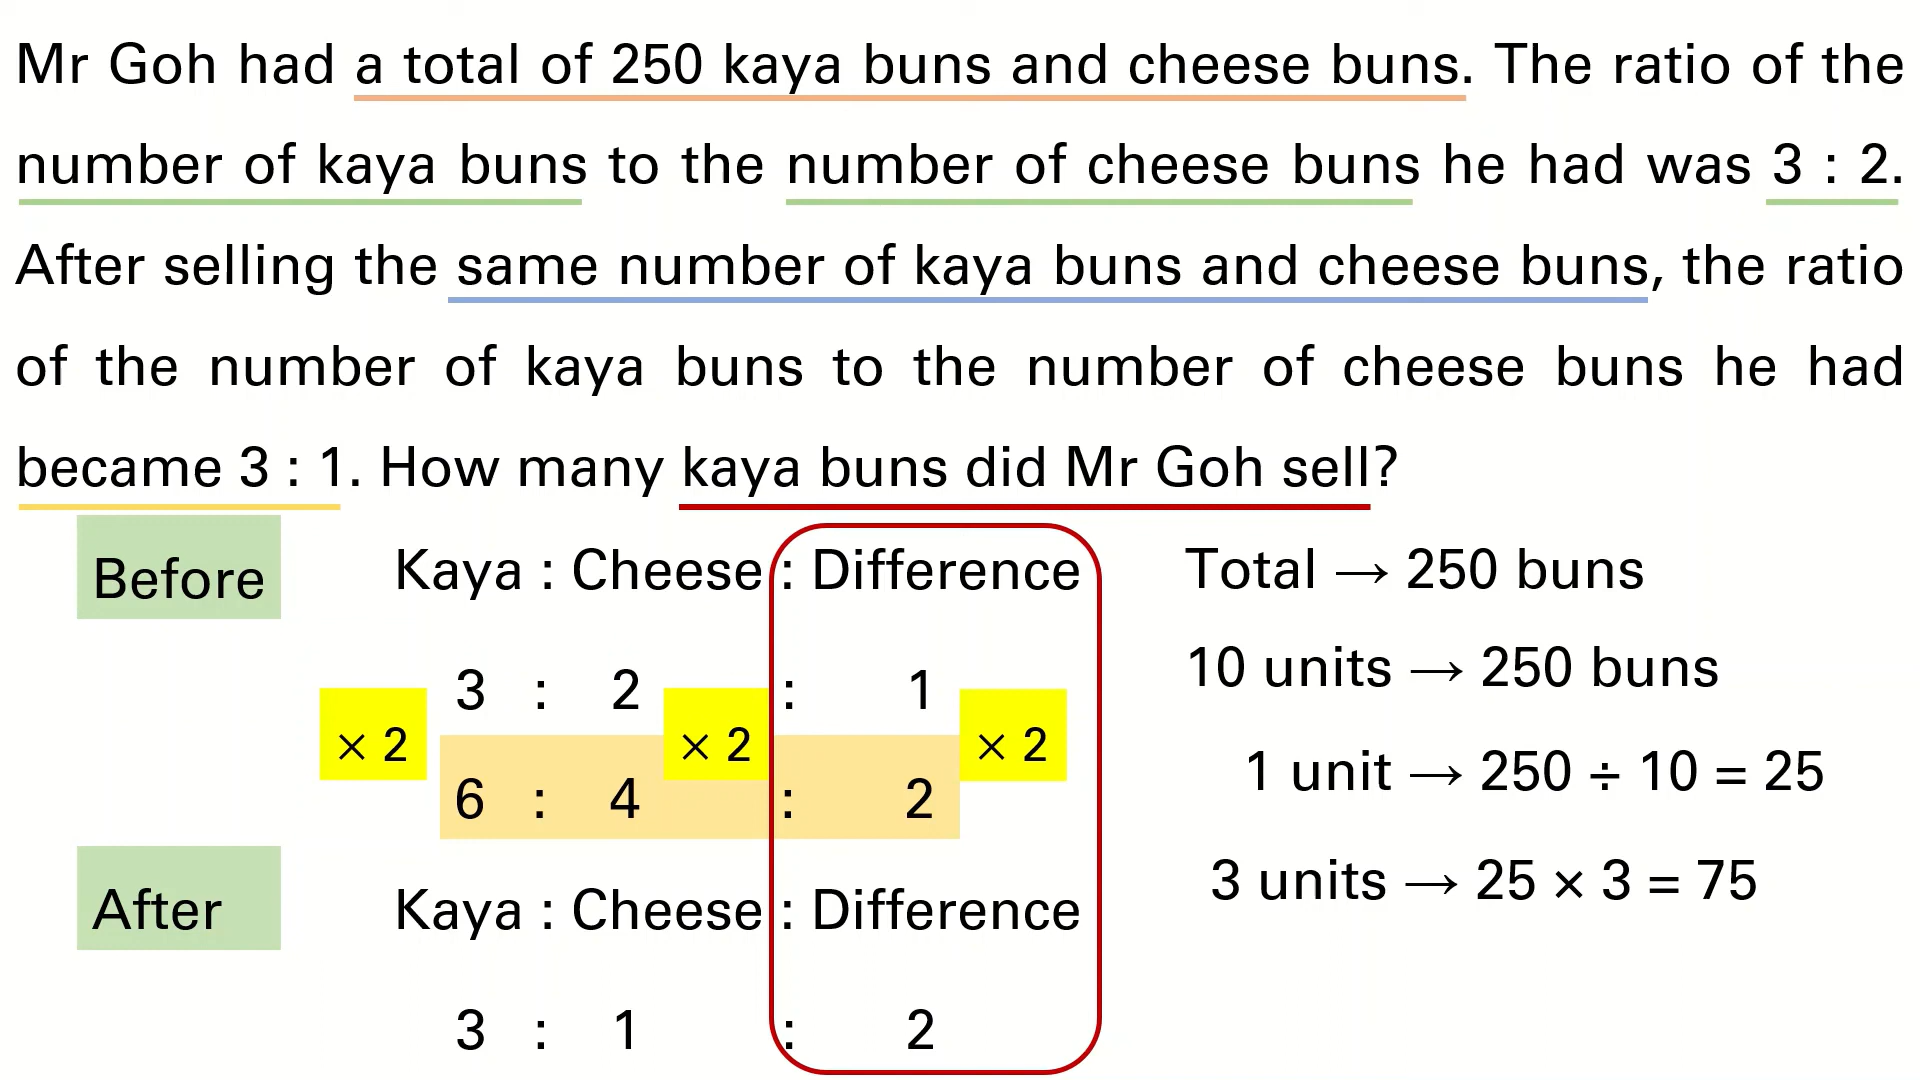 Mr Goh had a total of 250 kaya buns and cheese buns. The ratio of the
number of kaya buns to the number of cheese buns he had was 3 : 2.
After selling the same number of kaya buns and cheese buns, the ratio
of the number of kaya buns to the number of cheese buns he had
became 3 : 1. How many kaya buns did Mr Goh sell?
Before
Kaya : Cheese : Difference
3 : 2 : 1
× 2 × 2 × 2
6 : 4 : 2
After
Kaya : Cheese : Difference
3 : 1 : 2
Total → 250 buns
10 units → 250 buns
1 unit → 250 ÷ 10 = 25
3 units → 25 × 3 = 75